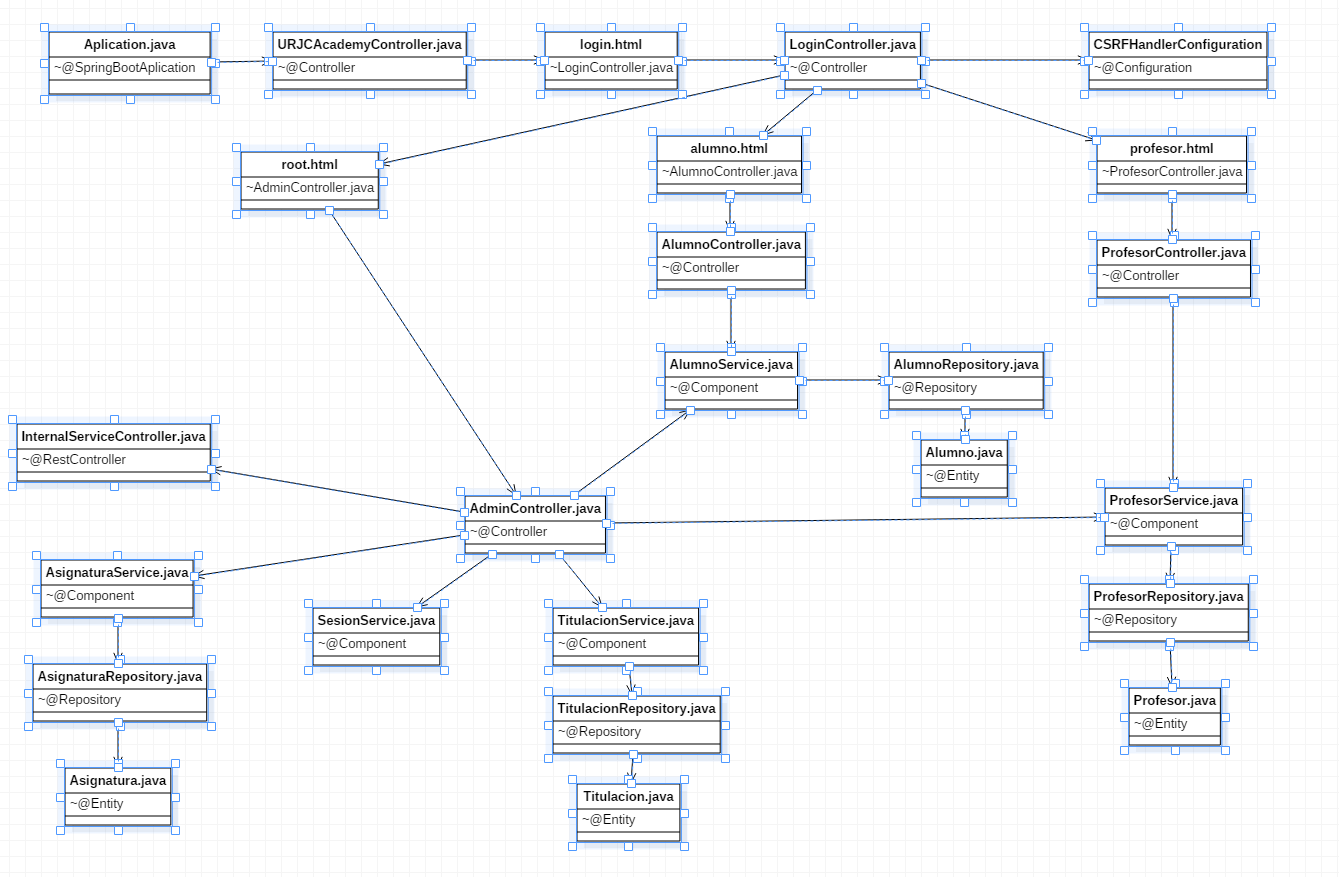 Aplication.java
~@SpringBootAplication
URJCAcademyController.java
~@Controller
login.html
~LoginController.java
LoginController.java
~@Controller
CSRFHandlerConfiguration
~@Configuration
root.html
~AdminController.java
alumno.html
~AlumnoController.java
profesor.html
~ProfesorController.java
AlumnoController.java
~@Controller
ProfesorController.java
~@Controller
AlumnoService.java
~@Component
AlumnoRepository.java
~@Repository
Alumno.java
~@Entity
InternalServiceController.java
~@RestController
AdminController.java
~@Controller
ProfesorService.java
~@Component
AsignaturaService.java
~@Component
SesionService.java
~@Component
TitulacionService.java
~@Component
ProfesorRepository.java
~@Repository
AsignaturaRepository.java
~@Repository
TitulacionRepository.java
~@Repository
Profesor.java
~@Entity
Asignatura.java
~@Entity
Titulacion.java
~@Entity